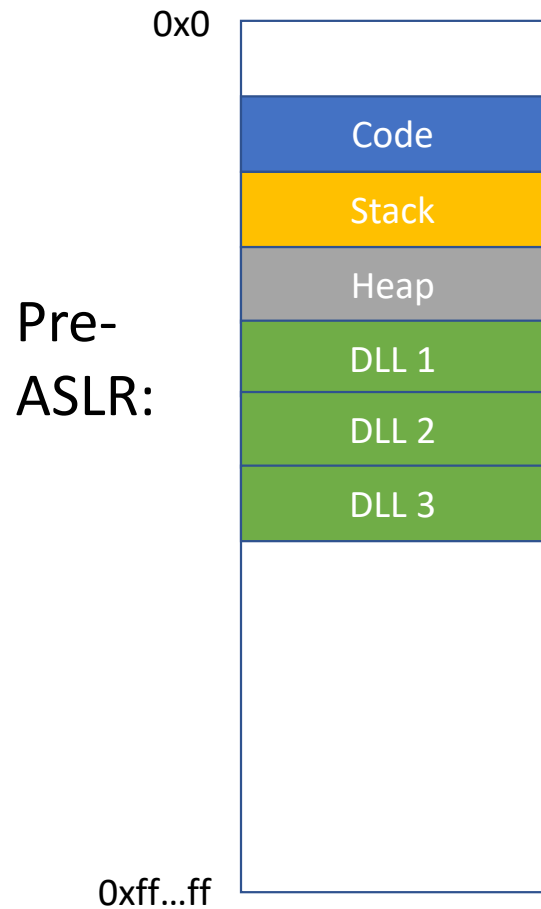 0x0
Code
Stack
Heap
Pre-
ASLR:
DLL 1
DLL 2
DLL 3
0xff...ff